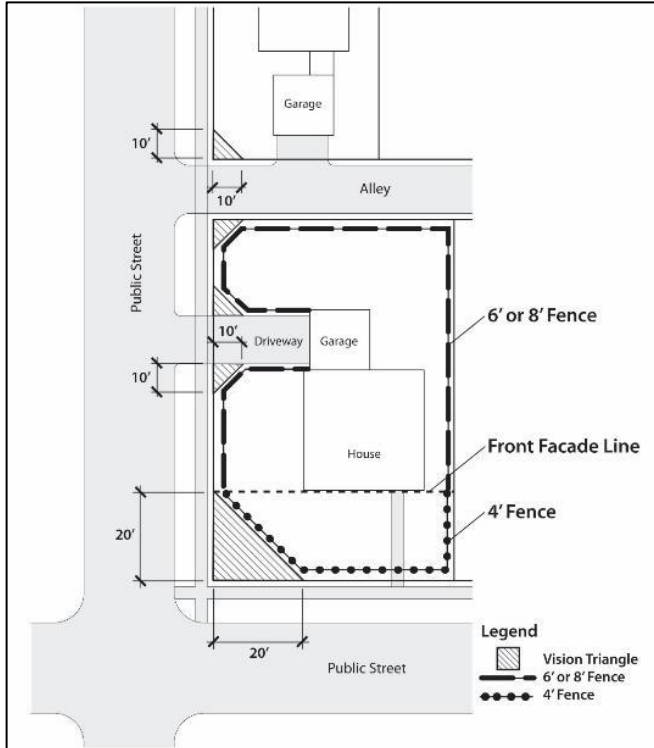 Garage
10'
Alley
10'
Public Street
6' or 8' Fence
10'
Driveway
Garage
10'
Front Facade Line
House
4' Fence
20'
Legend
20'
Vision Triangle
Public Street
6' or 8' Fence
4' Fence